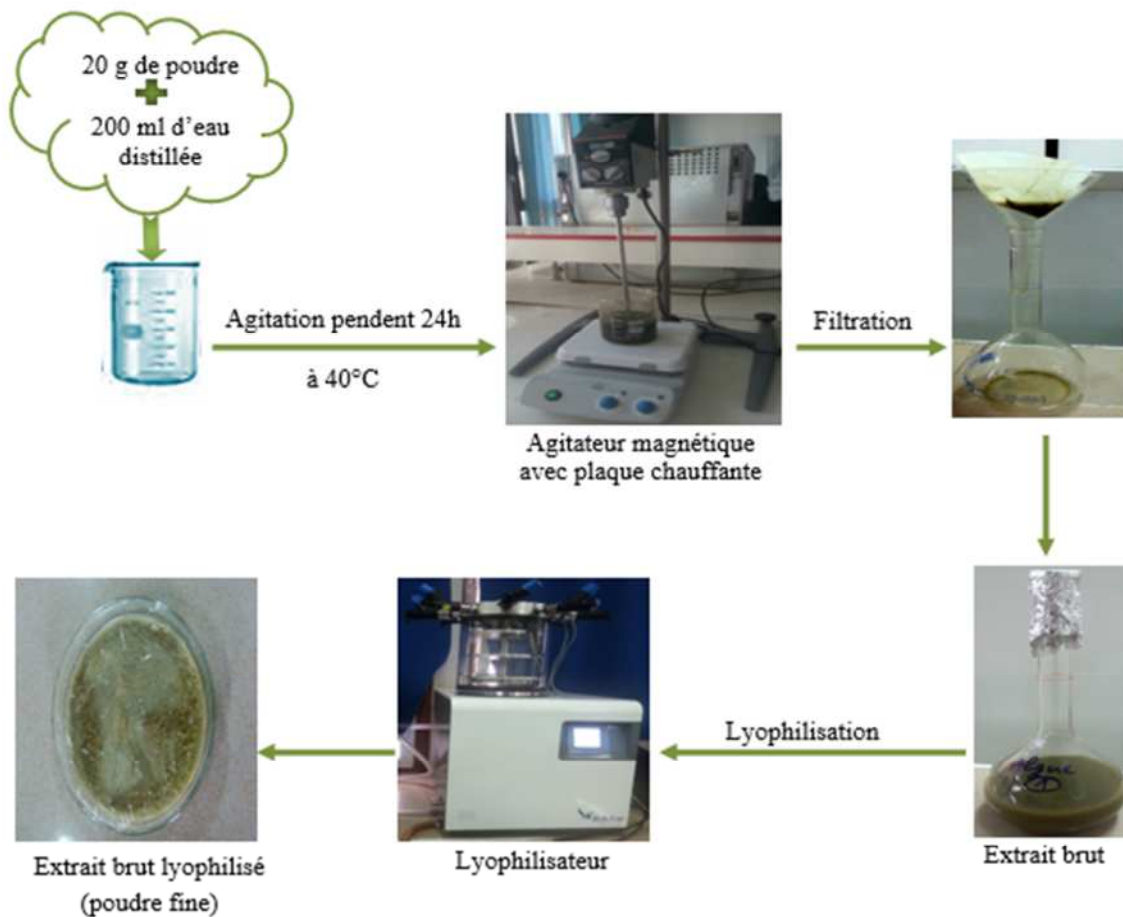 20 g de poudre
200 ml d'eau
distillée
Agitation pendent 24h
à 40°C
Agitateur magnétique
avec plaque chauffante
Filtration
Extrait brut
Lyophilisation
Lyophilisateur
Extrait brut lyophilisé
(poudre fine)